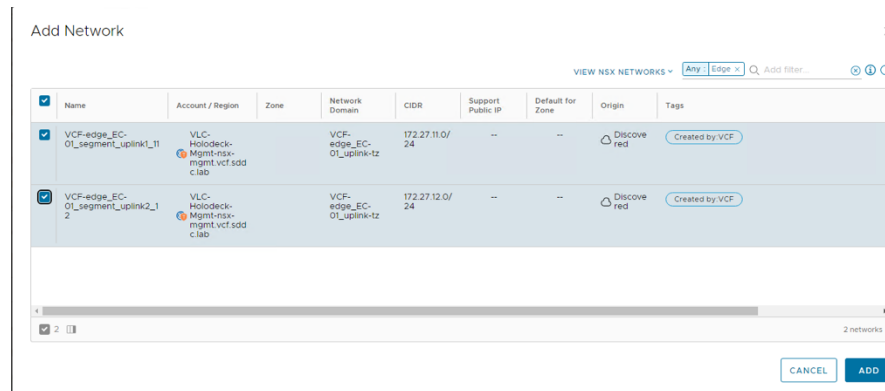 Add Network
VIEW NSX NETWORKS Any : Edge × Add filter...
Name Account / Region Zone Network Domain CIDR Support Public IP Default for Zone Origin Tags
VCF-edge_EC-
01_segment_uplink1_11
VLC-
Holodeck-
Mgmt-nsx-
mgmt.vcf.sdd
c.lab
VCF-
edge_EC-
01_uplink-tz
172.27.11.0/
24
--
--
Discove
red
Created by:VCF
VCF-edge_EC-
01_segment_uplink2_1
2
VLC-
Holodeck-
Mgmt-nsx-
mgmt.vcf.sdd
c.lab
VCF-
edge_EC-
01_uplink-tz
172.27.12.0/
24
--
--
Discove
red
Created by:VCF
2
2 networks
CANCEL
ADD